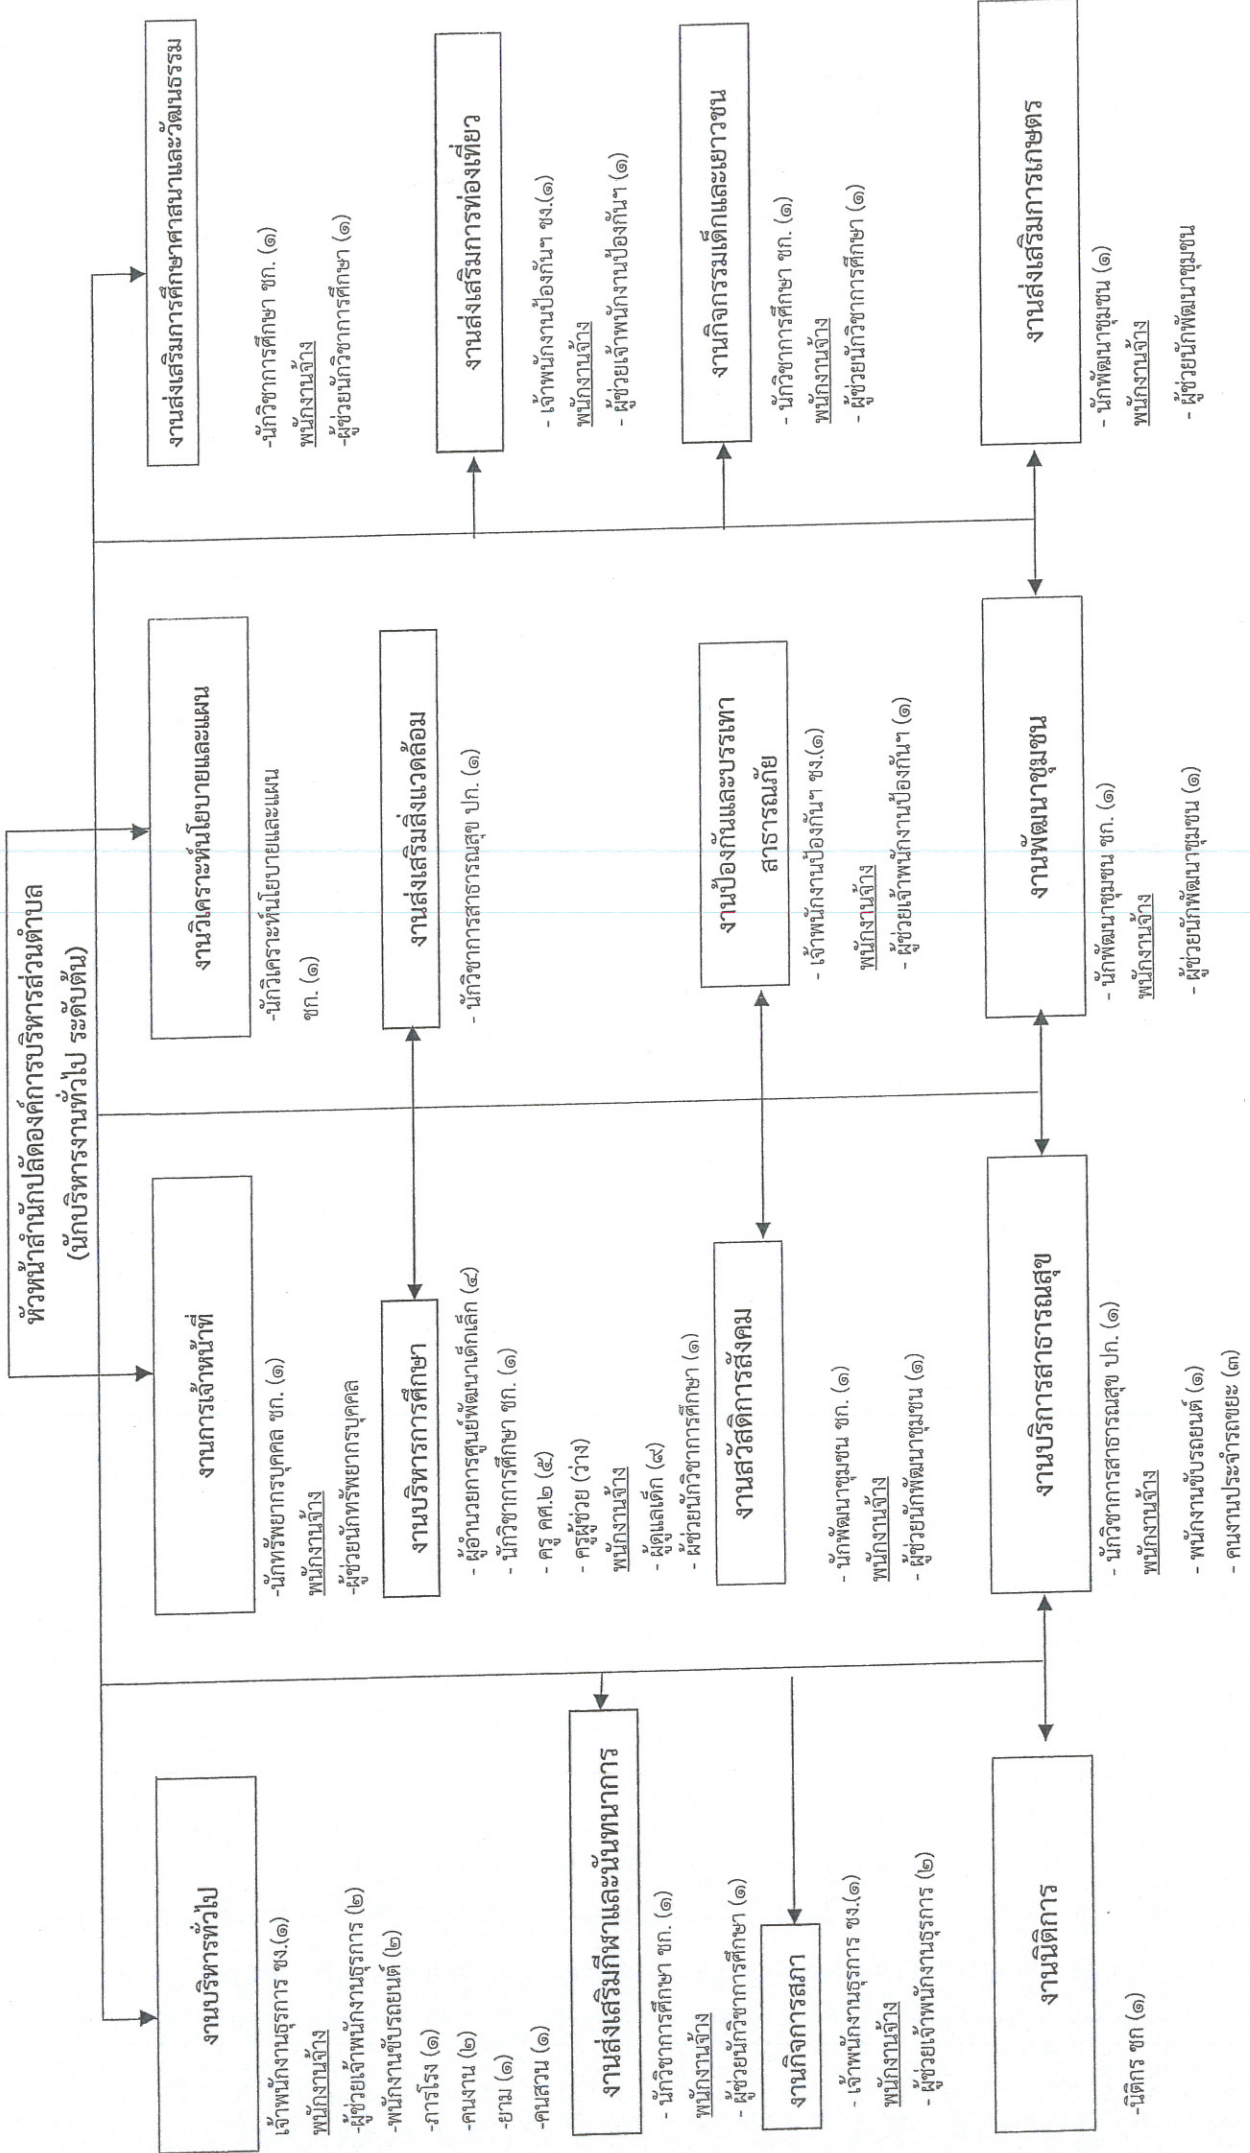 หัวหน้าสำนักปลัดองค์การบริหารส่วนตำบล
(นักบริหารงานทั่วไป ระดับต้น)
งานบริหารทั่วไป
เจ้าพนักงานธุรการ ชง.(๑)
พนักงานจ้าง
-ผู้ช่วยเจ้าพนักงานธุรการ (๒)
-พนักงานขับรถยนต์ (๒)
-ภารโรง (๑)
-คนงาน (๒)
-ยาม (๑)
-คนสวน (๑)
งานการเจ้าหน้าที่
-นักทรัพยากรบุคคล ชก. (๑)
พนักงานจ้าง
-ผู้ช่วยนักทรัพยากรบุคคล
งานวิเคราะห์นโยบายและแผน
-นักวิเคราะห์นโยบายและแผน
ชก. (๑)
งานส่งเสริมการศึกษาศาสนาและวัฒนธรรม
-นักวิชาการศึกษา ชก. (๑)
พนักงานจ้าง
-ผู้ช่วยนักวิชาการศึกษา (๑)
งานส่งเสริมกีฬาและนันทนาการ
- นักวิชาการศึกษา ชก. (๑)
พนักงานจ้าง
- ผู้ช่วยนักวิชาการศึกษา (๑)
งานบริหารการศึกษา
- ผู้อำนวยการศูนย์พัฒนาเด็กเล็ก (๔)
- นักวิชาการศึกษา ชก. (๑)
- ครู คศ.๒ (๕)
- ครูผู้ช่วย (ว่าง)
พนักงานจ้าง
- ผู้ดูแลเด็ก (๙)
- ผู้ช่วยนักวิชาการศึกษา (๑)
งานส่งเสริมสิ่งแวดล้อม
- นักวิชาการสาธารณสุข ปก. (๑)
งานส่งเสริมการท่องเที่ยว
- เจ้าพนักงานป้องกันฯ ชง.(๑)
พนักงานจ้าง
- ผู้ช่วยเจ้าพนักงานป้องกันฯ (๑)
งานกิจการสภา
- เจ้าพนักงานธุรการ ชง.(๑)
พนักงานจ้าง
- ผู้ช่วยเจ้าพนักงานธุรการ (๒)
งานสวัสดิการสังคม
- นักพัฒนาชุมชน ชก. (๑)
พนักงานจ้าง
- ผู้ช่วยนักพัฒนาชุมชน (๑)
งานป้องกันและบรรเทา
สาธารณภัย
- เจ้าพนักงานป้องกันฯ ชง.(๑)
พนักงานจ้าง
- ผู้ช่วยเจ้าพนักงานป้องกันฯ (๑)
งานกิจกรรมเด็กและเยาวชน
- นักวิชาการศึกษา ชก. (๑)
พนักงานจ้าง
- ผู้ช่วยนักวิชาการศึกษา (๑)
งานนิติการ
-นิติกร ชก (๑)
งานบริการสาธารณสุข
- นักวิชาการสาธารณสุข ปก. (๑)
พนักงานจ้าง
- พนักงานขับรถยนต์ (๑)
- คนงานประจำรถขยะ (๓)
งานพัฒนาชุมชน
- นักพัฒนาชุมชน ชก. (๑)
พนักงานจ้าง
- ผู้ช่วยนักพัฒนาชุมชน (๑)
งานส่งเสริมการเกษตร
- นักพัฒนาชุมชน (๑)
พนักงานจ้าง
- ผู้ช่วยนักพัฒนาชุมชน